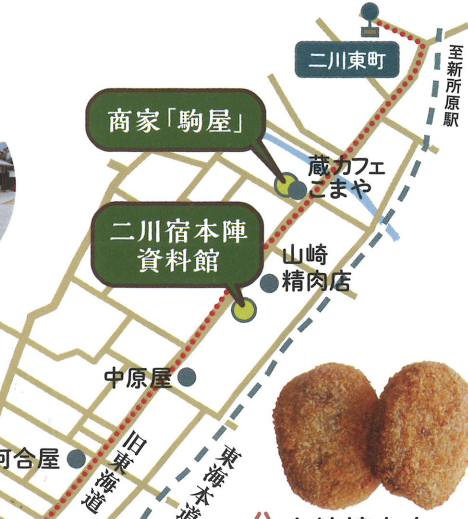 二川東町
至新所原駅
商家「駒屋」
蔵カフェ
こまや
二川宿本陣
資料館
山崎
精肉店
中原屋
河合屋
旧東海道
東海本道